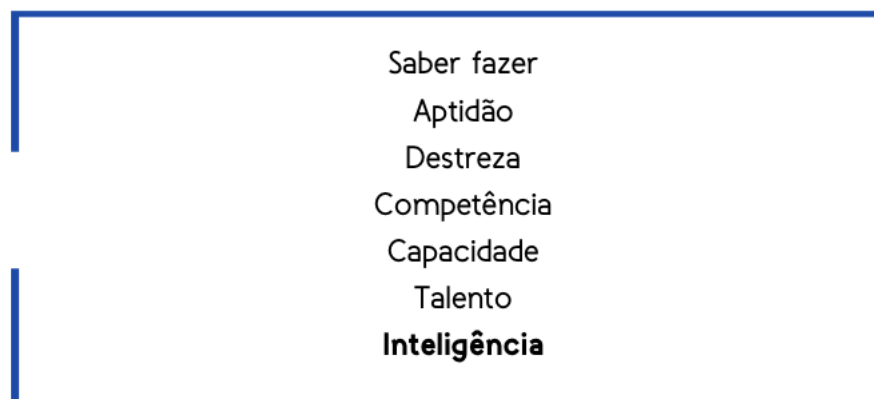 Saber fazer
Aptidão
Destreza
Competência
Capacidade
Talento
Inteligência